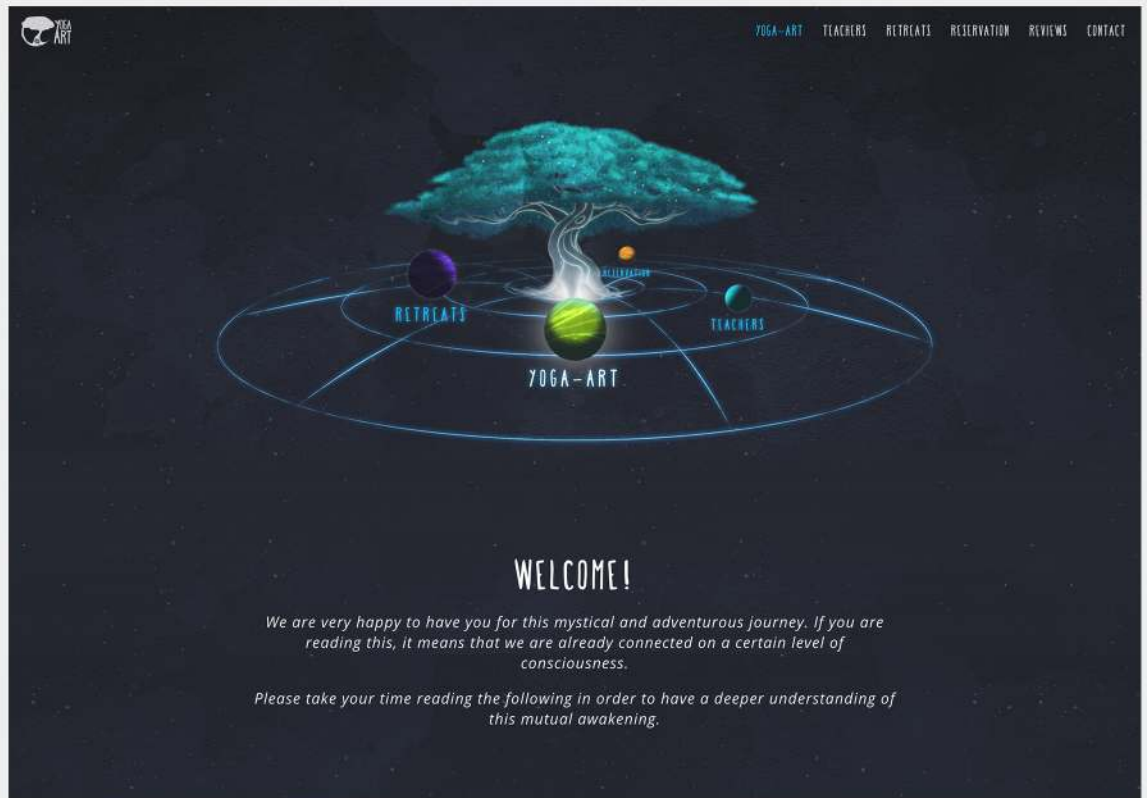 YOGA
ART
YOGA-ART TEACHERS RETREATS RESERVATION REVIEWS CONTACT
RESERVATION
RETREATS
TEACHERS
YOGA-ART
WELCOME!
We are very happy to have you for this mystical and adventurous journey. If you are
reading this, it means that we are already connected on a certain level of
consciousness.
Please take your time reading the following in order to have a deeper understanding of
this mutual awakening.